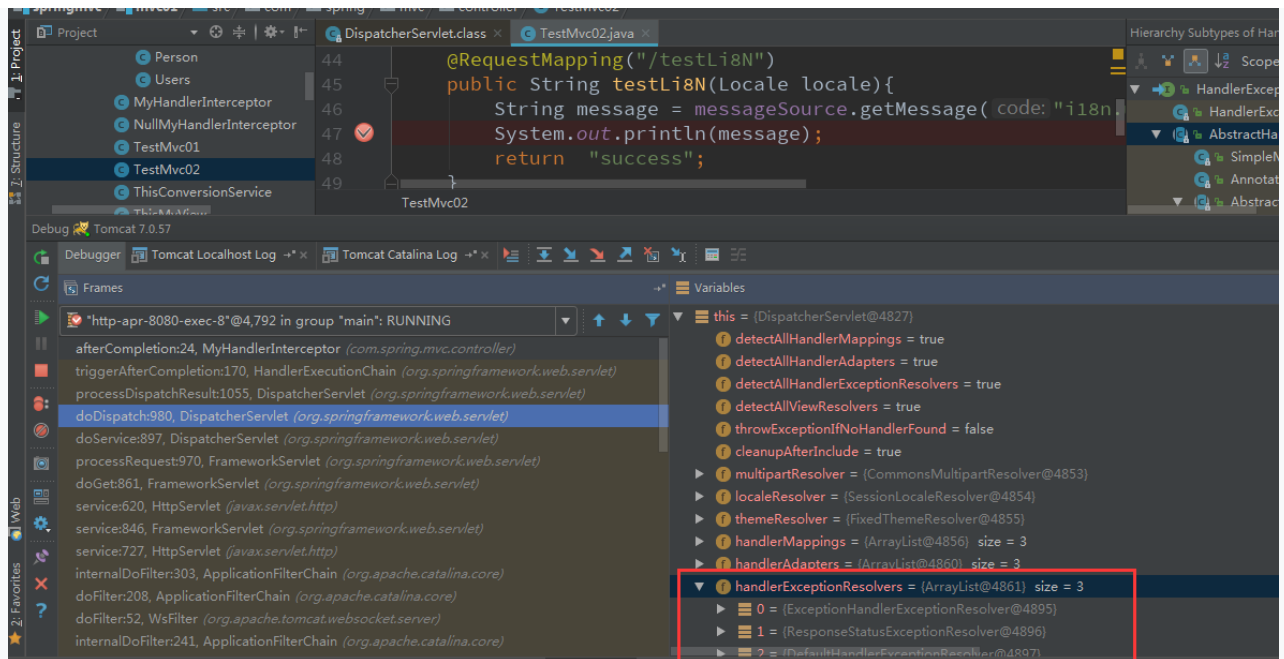 springmvc mvc01 src com spring mvc controller TestMvc02
1: Project
7: Structure
Web
2: Favorites
Project
Person
Users
MyHandlerInterceptor
NullMyHandlerInterceptor
TestMvc01
TestMvc02
ThisConversionService
ThisMyView
DispatcherServlet.class TestMvc02.java
44 @RequestMapping("/testLi8N")
45 public String testLi8N(Locale locale){
46 String message = messageSource.getMessage( code: "i18n.
47 System.out.println(message);
48 return "success";
49 }
TestMvc02
Hierarchy Subtypes of Han
Scope
HandlerExcep
HandlerExc
AbstractHa
SimpleM
Annotat
Abstrac
Debug Tomcat 7.0.57
Debugger Tomcat Localhost Log Tomcat Catalina Log
Frames
"http-apr-8080-exec-8"@4,792 in group "main": RUNNING
afterCompletion:24, MyHandlerInterceptor (com.spring.mvc.controller)
triggerAfterCompletion:170, HandlerExecutionChain (org.springframework.web.servlet)
processDispatchResult:1055, DispatcherServlet (org.springframework.web.servlet)
doDispatch:980, DispatcherServlet (org.springframework.web.servlet)
doService:897, DispatcherServlet (org.springframework.web.servlet)
processRequest:970, FrameworkServlet (org.springframework.web.servlet)
doGet:861, FrameworkServlet (org.springframework.web.servlet)
service:620, HttpServlet (javax.servlet.http)
service:846, FrameworkServlet (org.springframework.web.servlet)
service:727, HttpServlet (javax.servlet.http)
internalDoFilter:303, ApplicationFilterChain (org.apache.catalina.core)
doFilter:208, ApplicationFilterChain (org.apache.catalina.core)
doFilter:52, WsFilter (org.apache.tomcat.websocket.server)
internalDoFilter:241, ApplicationFilterChain (org.apache.catalina.core)
Variables
this = {DispatcherServlet@4827}
detectAllHandlerMappings = true
detectAllHandlerAdapters = true
detectAllHandlerExceptionResolvers = true
detectAllViewResolvers = true
throwExceptionIfNoHandlerFound = false
cleanupAfterInclude = true
multipartResolver = {CommonsMultipartResolver@4853}
localeResolver = {SessionLocaleResolver@4854}
themeResolver = {FixedThemeResolver@4855}
handlerMappings = {ArrayList@4856} size = 3
handlerAdapters = {ArrayList@4860} size = 3
handlerExceptionResolvers = {ArrayList@4861} size = 3
0 = {ExceptionHandlerExceptionResolver@4895}
1 = {ResponseStatusExceptionResolver@4896}
2 = {DefaultHandlerExceptionResolver@4897}